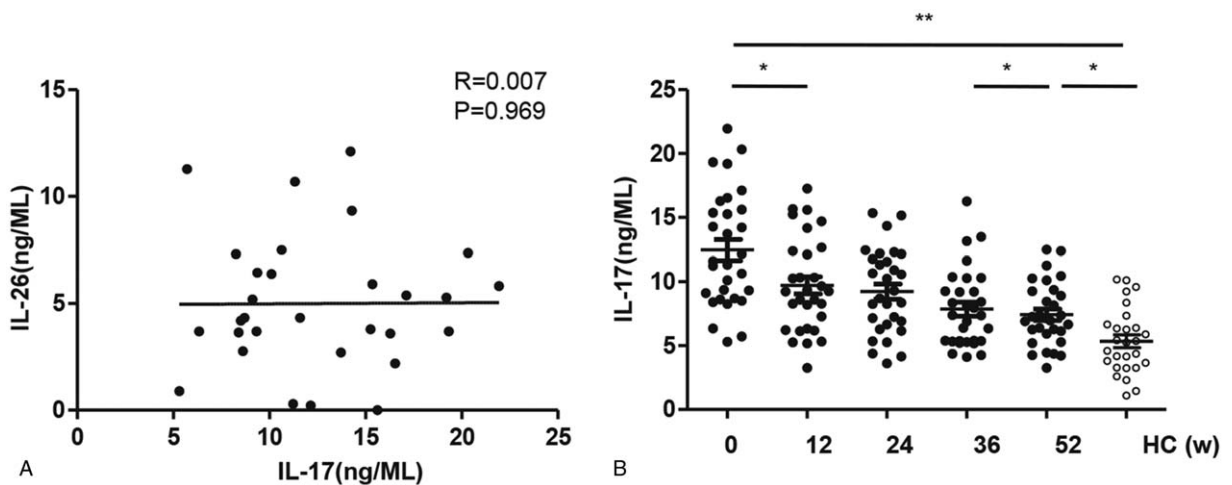 R=0.007
P=0.969
IL-26(ng/ML)
15
10
5
0
0 5 10 15 20 25
IL-17(ng/ML)
A
**
* * *
IL-17(ng/ML)
25
20
15
10
5
0
0 12 24 36 52 HC (w)
B